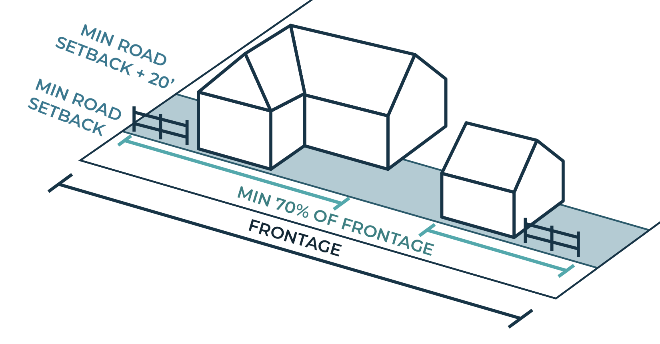 MIN ROAD
SETBACK + 20'
MIN ROAD
SETBACK
MIN 70% OF FRONTAGE
FRONTAGE